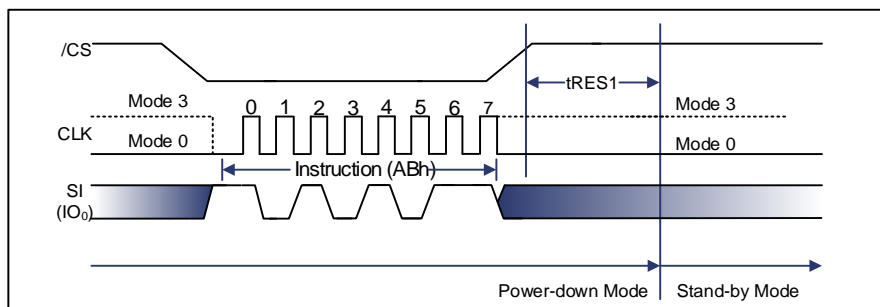 /CS
tRES1
Mode 3 0 1 2 3 4 5 6 7 Mode 3
CLK
Mode 0 Mode 0
Instruction (ABh)
SI
(IO₀)
Power-down Mode Stand-by Mode